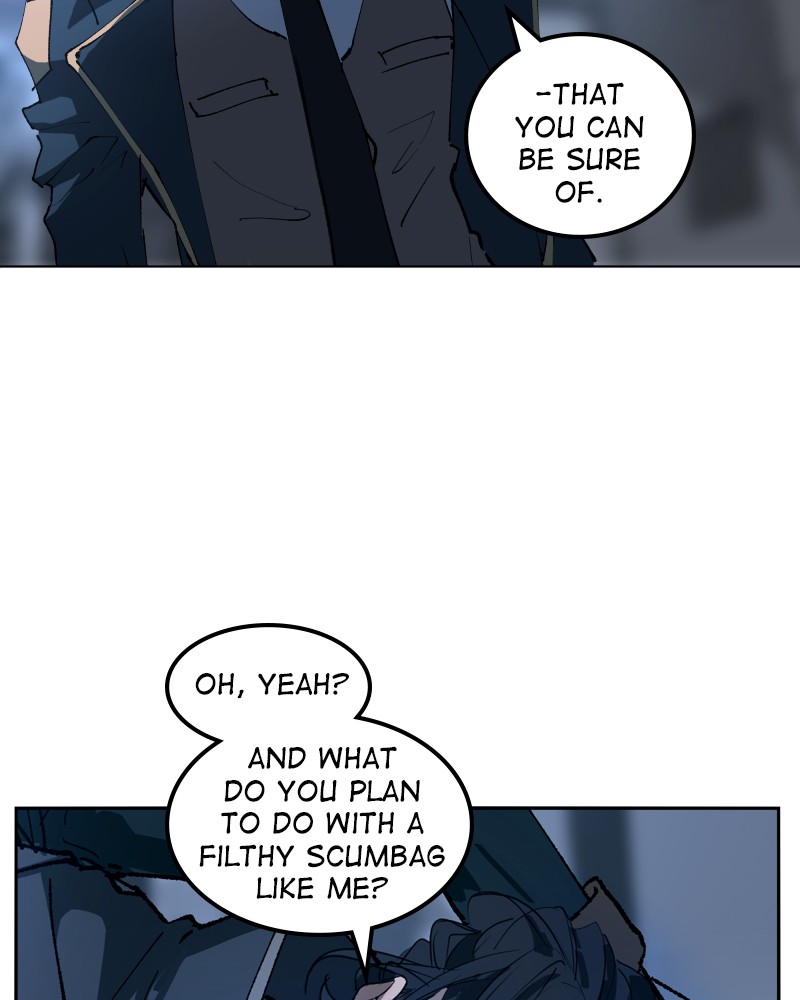 -THAT
YOU CAN
BE SURE
OF.
OH, YEAH?
AND WHAT
DO YOU PLAN
TO DO WITH A
FILTHY SCUMBAG
LIKE ME?